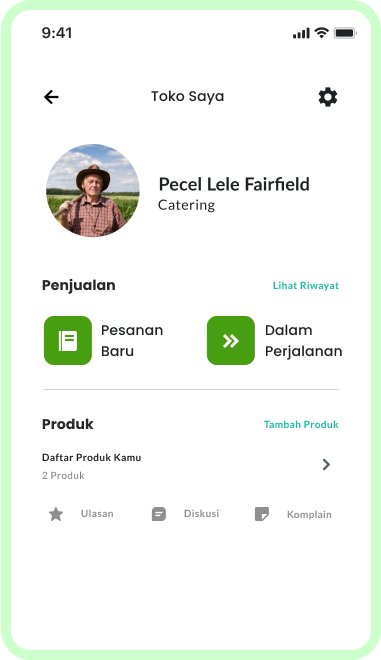 9:41
Toko Saya
Pecel Lele Fairfield
Catering
Penjualan
Lihat Riwayat
Pesanan
Baru
Dalam
Perjalanan
Produk
Tambah Produk
Daftar Produk Kamu
2 Produk
Ulasan
Diskusi
Komplain